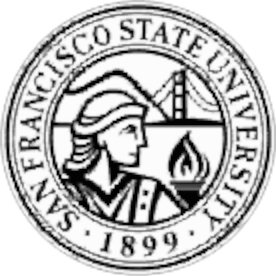 SAN FRANCISCO STATE UNIVERSITY
· 1899 ·